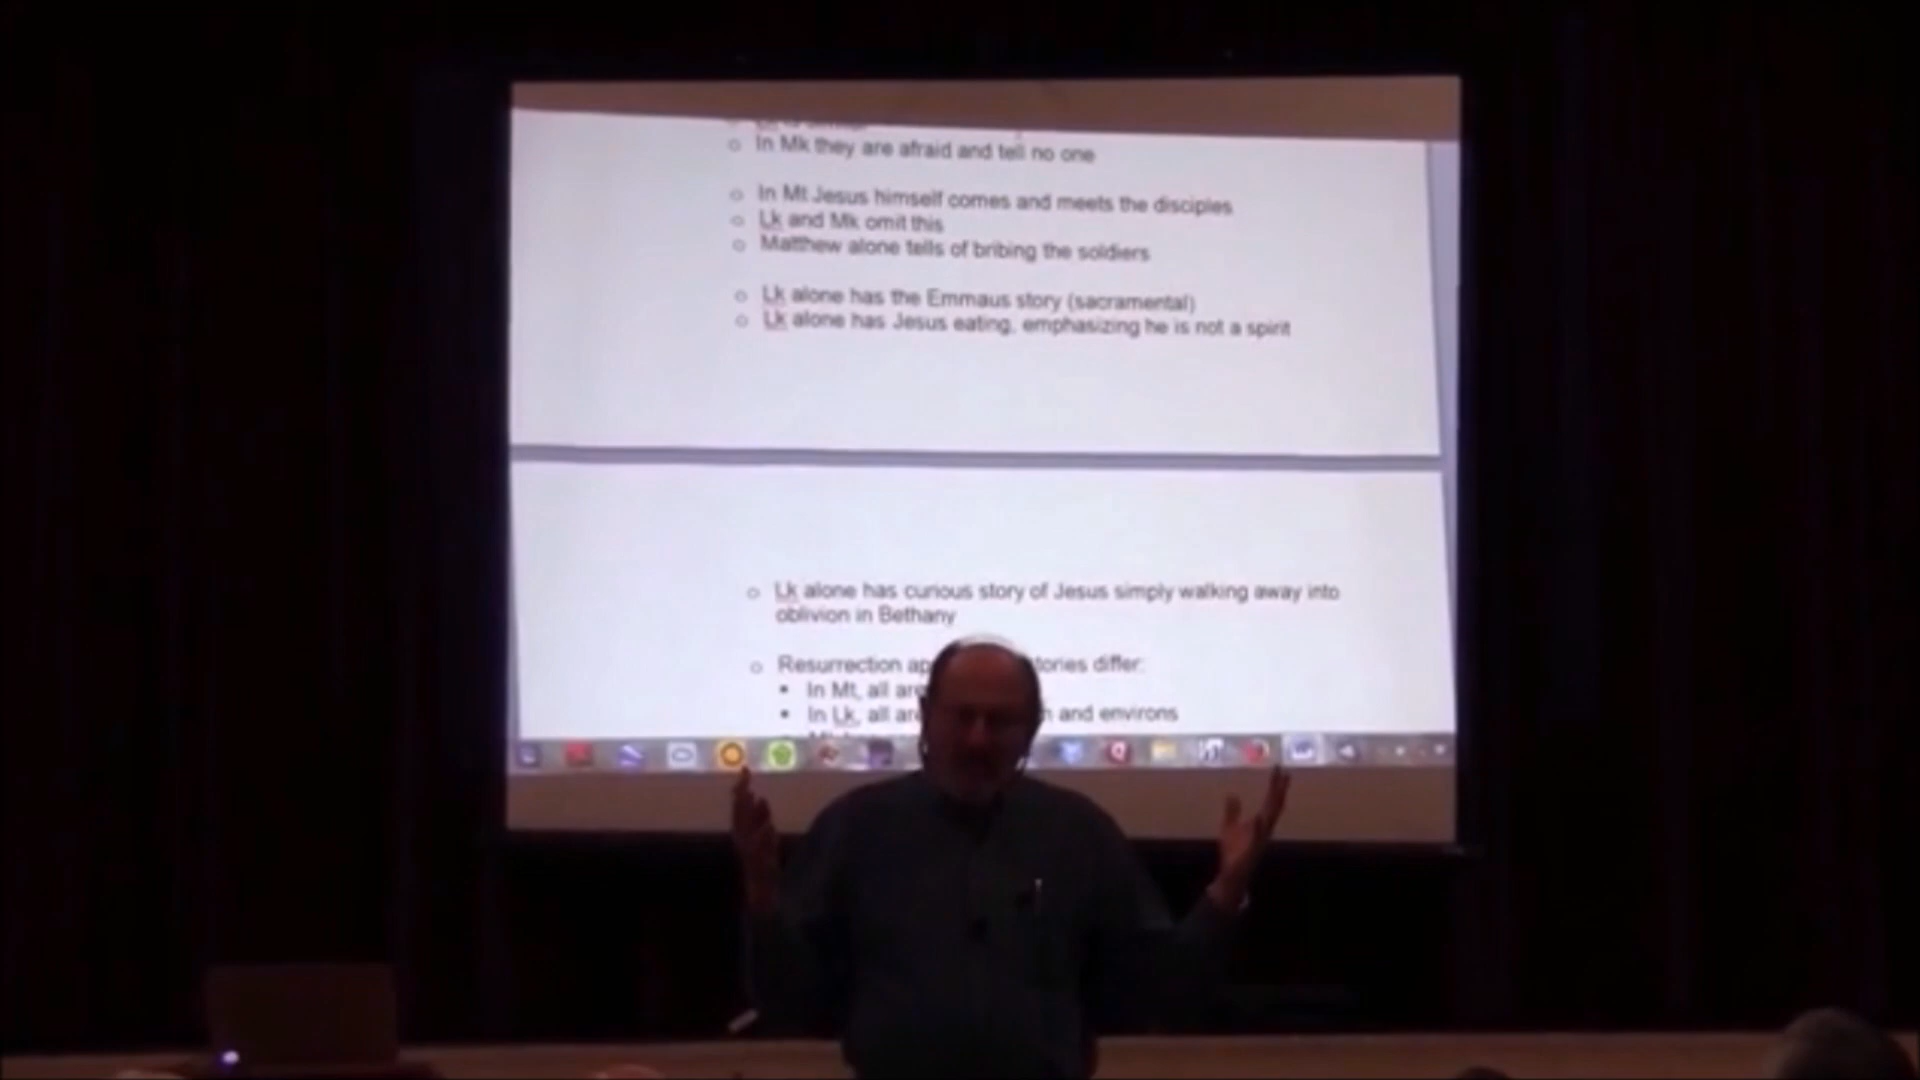 o In Mk they are afraid and tell no one
o In Mt Jesus himself comes and meets the disciples
o Lk and Mk omit this
o Matthew alone tells of bribing the soldiers
o Lk alone has the Emmaus story (sacramental)
o Lk alone has Jesus eating, emphasizing he is not a spirit
o Lk alone has curious story of Jesus simply walking away into
oblivion in Bethany
o Resurrection ap tories differ:
▪ In Mt, all are
▪ In Lk, all are and environs